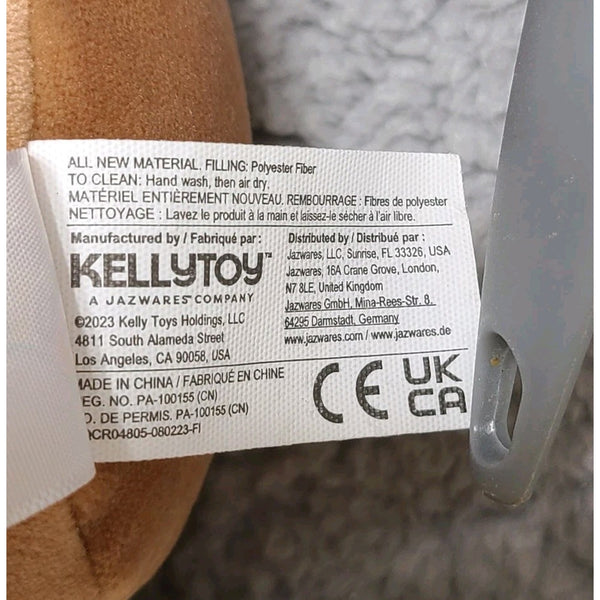 ALL NEW MATERIAL. FILLING: Polyester Fiber
TO CLEAN: Hand wash, then air dry.
MATÉRIEL ENTIÈREMENT NOUVEAU. REMBOURRAGE: Fibres de polyester
NETTOYAGE : Lavez le produit à la main et laissez-le sécher à l'air libre.
Manufactured by / Fabriqué par :
KELLYTOY™
A JAZWARES COMPANY
©2023 Kelly Toys Holdings, LLC
4811 South Alameda Street
Los Angeles, CA 90058, USA
Distributed by / Distribué par :
Jazwares, LLC, Sunrise, FL 33326, USA
Jazwares, 16A Crane Grove, London,
N7 8LE, United Kingdom
Jazwares GmbH, Mina-Rees-Str. 8,
64295 Darmstadt, Germany
www.jazwares.com / www.jazwares.de
MADE IN CHINA / FABRIQUÉ EN CHINE
EG. NO. PA-100155 (CN)
O. DE PERMIS. PA-100155 (CN)
CR04805-080223-FI
CE
UK
CA